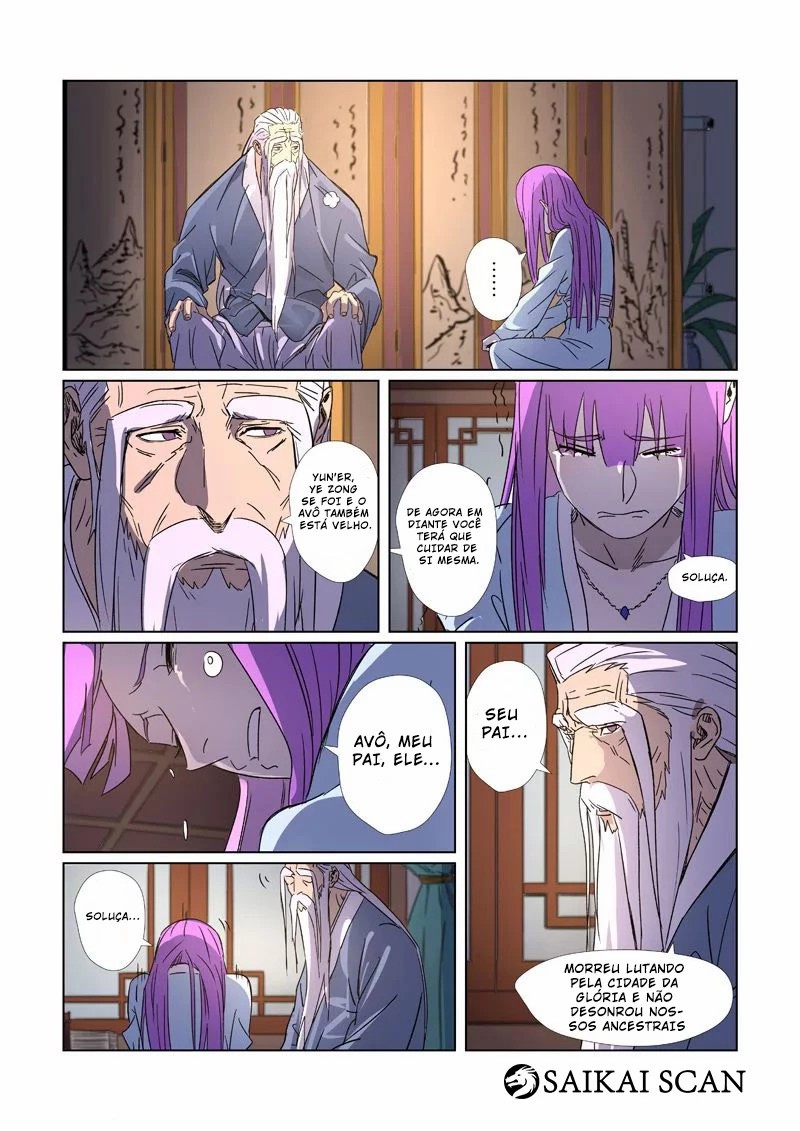 ......
YUN'ER,
YE ZONG
SE FOI E O
AVÔ TAMBÉM
ESTÁ VELHO.
DE AGORA EM
DIANTE VOCÊ
TERÁ QUE
CUIDAR DE
SI MESMA.
SOLUÇA.
AVÔ, MEU
PAI, ELE...
SEU
PAI...
SOLUÇA...
MORREU LUTANDO
PELA CIDADE DA
GLÓRIA E NÃO
DESONROU NOS-
SOS ANCESTRAIS
SAIKAI SCAN